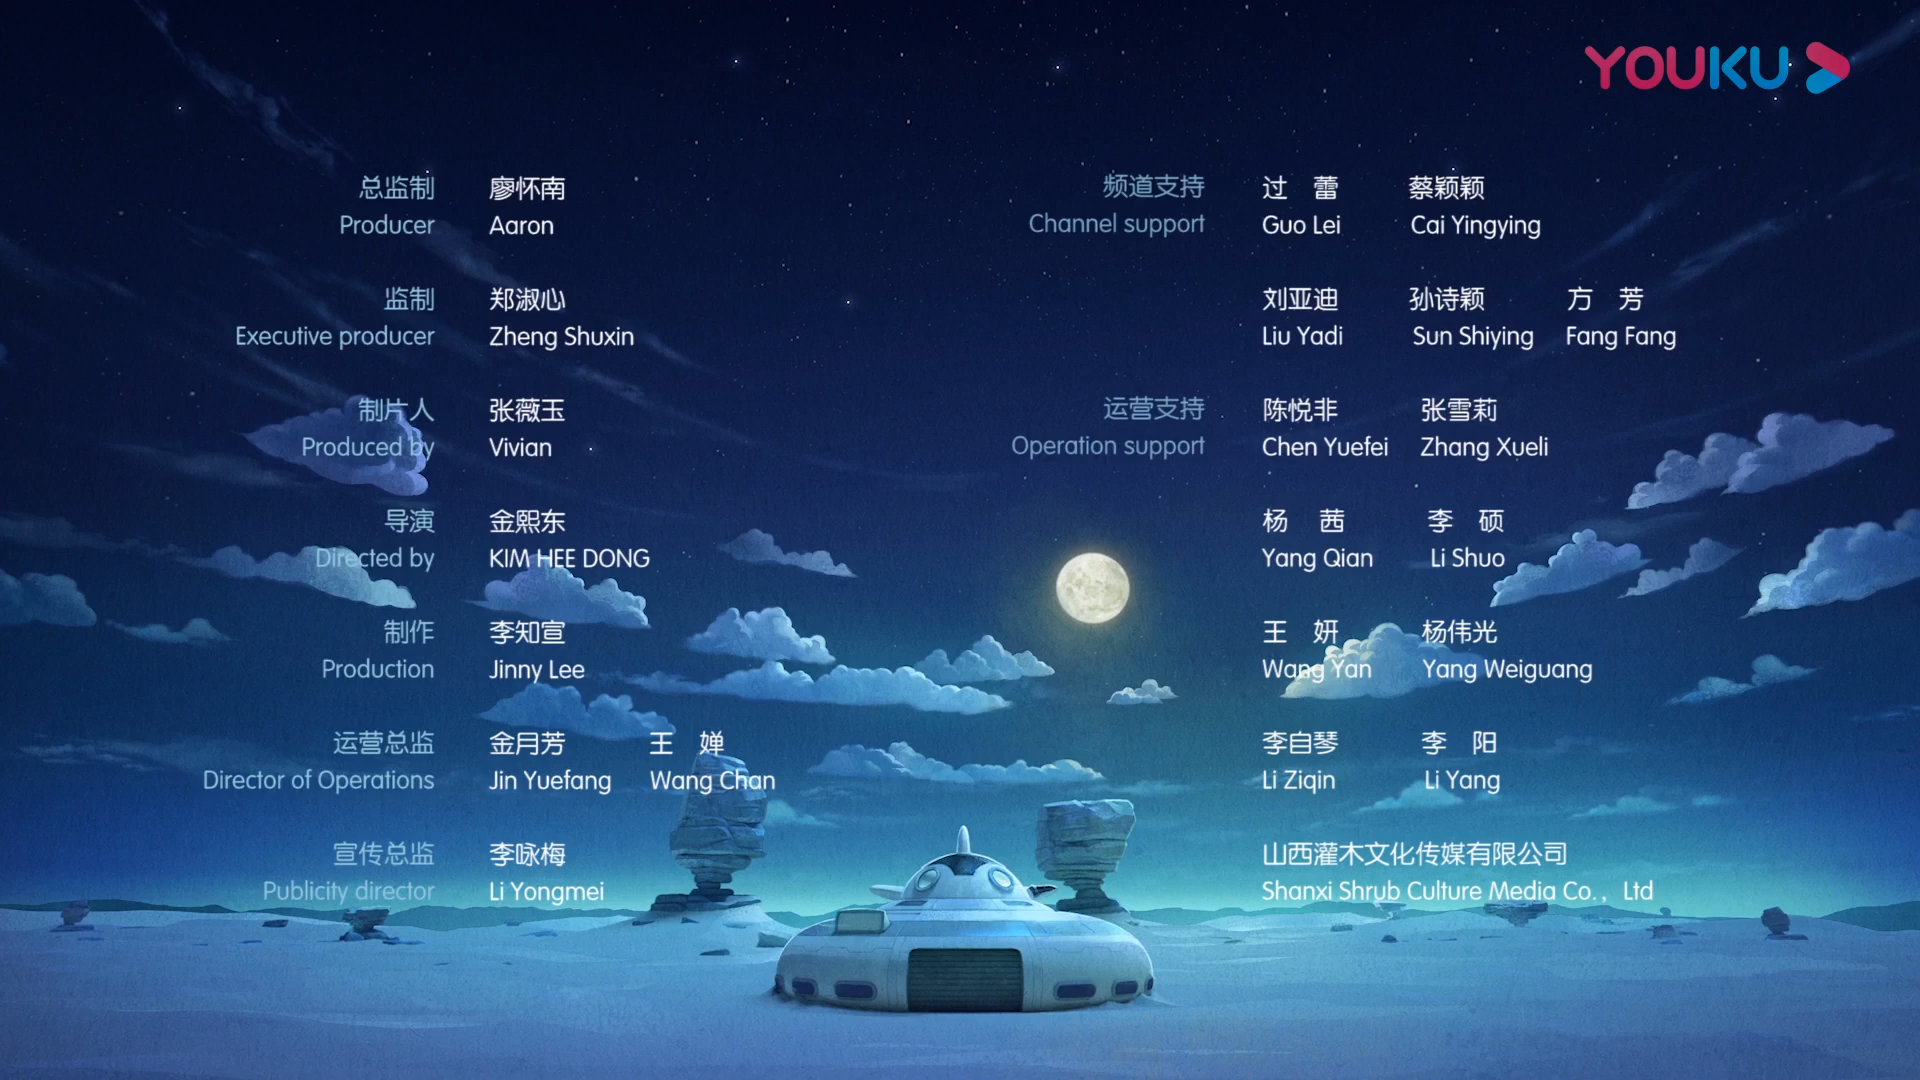 YOUKU
总监制 廖怀南
Producer Aaron
监制 郑淑心
Executive producer Zheng Shuxin
制片人 张薇玉
Produced by Vivian
导演 金熙东
Directed by KIM HEE DONG
制作 李知宣
Production Jinny Lee
运营总监 金月芳 王 婵
Director of Operations Jin Yuefang Wang Chan
宣传总监 李咏梅
Publicity director Li Yongmei
频道支持 过 蕾 蔡颖颖
Channel support Guo Lei Cai Yingying
刘亚迪 孙诗颖 方 芳
Liu Yadi Sun Shiying Fang Fang
运营支持 陈悦非 张雪莉
Operation support Chen Yuefei Zhang Xueli
杨 茜 李 硕
Yang Qian Li Shuo
王 妍 杨伟光
Wang Yan Yang Weiguang
李自琴 李 阳
Li Ziqin Li Yang
山西灌木文化传媒有限公司
Shanxi Shrub Culture Media Co.，Ltd